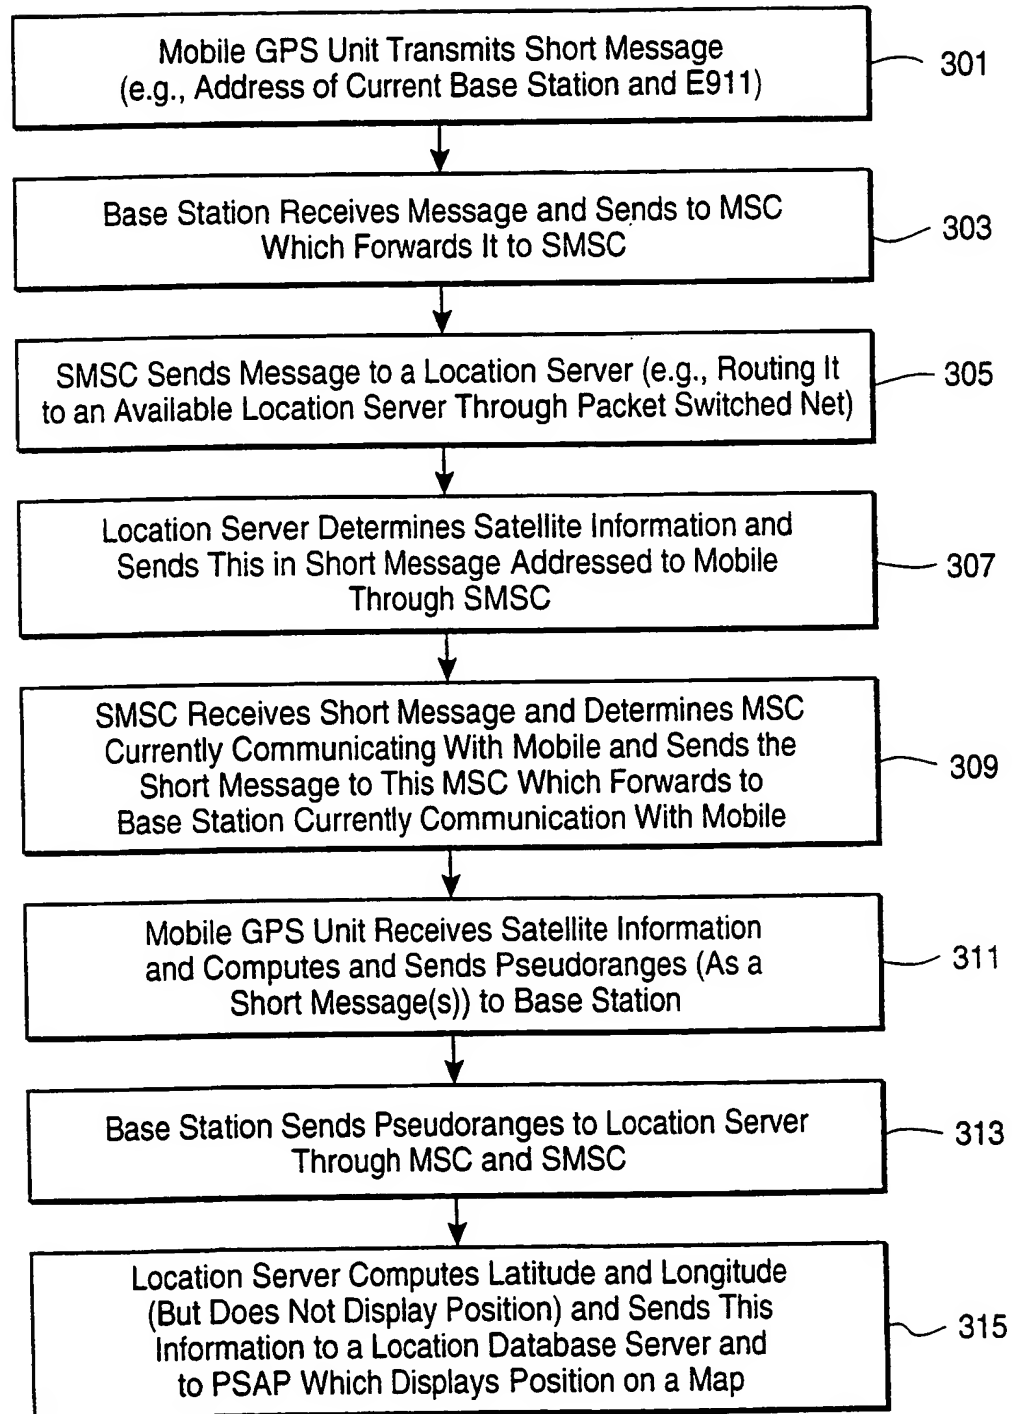 Mobile GPS Unit Transmits Short Message
(e.g., Address of Current Base Station and E911)
301
Base Station Receives Message and Sends to MSC
Which Forwards It to SMSC
303
SMSC Sends Message to a Location Server (e.g., Routing It
to an Available Location Server Through Packet Switched Net)
305
Location Server Determines Satellite Information and
Sends This in Short Message Addressed to Mobile
Through SMSC
307
SMSC Receives Short Message and Determines MSC
Currently Communicating With Mobile and Sends the
Short Message to This MSC Which Forwards to
Base Station Currently Communication With Mobile
309
Mobile GPS Unit Receives Satellite Information
and Computes and Sends Pseudoranges (As a
Short Message(s)) to Base Station
311
Base Station Sends Pseudoranges to Location Server
Through MSC and SMSC
313
Location Server Computes Latitude and Longitude
(But Does Not Display Position) and Sends This
Information to a Location Database Server and
to PSAP Which Displays Position on a Map
315